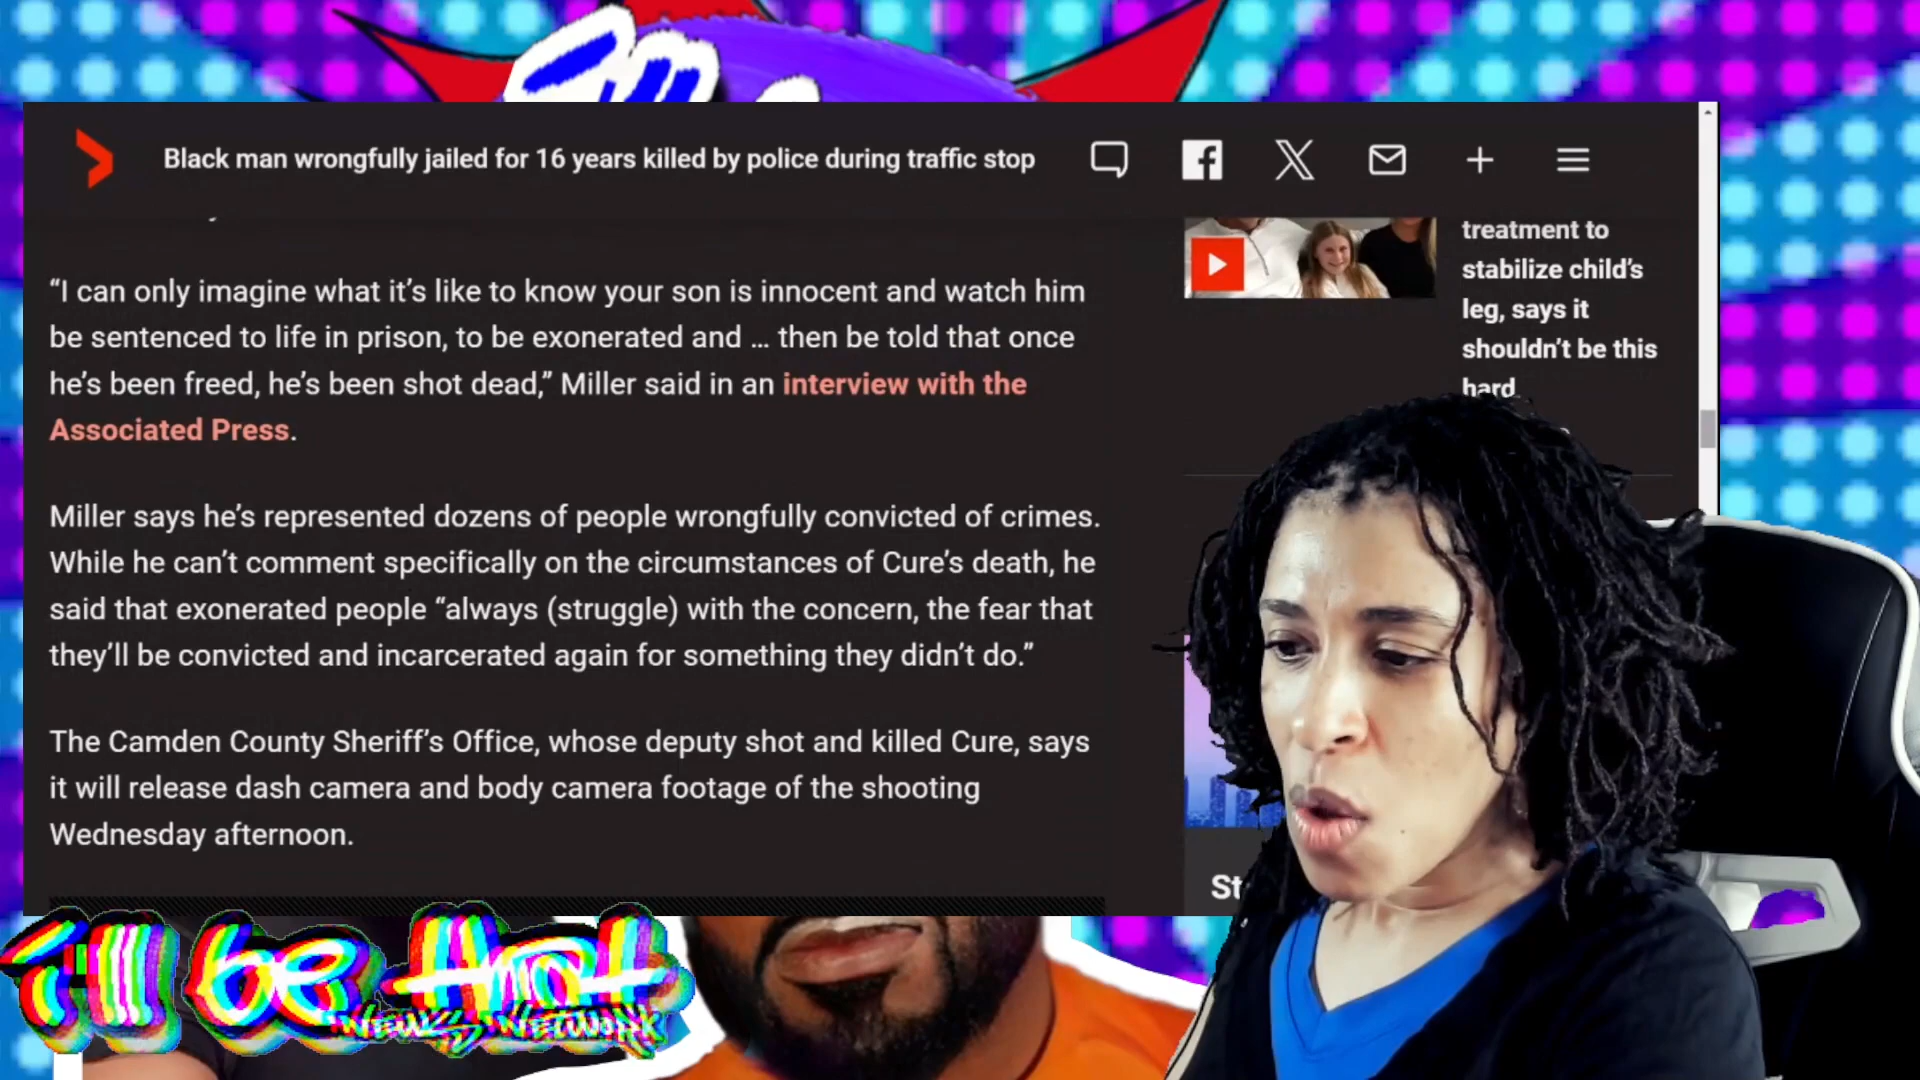 Black man wrongfully jailed for 16 years killed by police during traffic stop
“I can only imagine what it’s like to know your son is innocent and watch him
be sentenced to life in prison, to be exonerated and … then be told that once
he’s been freed, he’s been shot dead,” Miller said in an interview with the
Associated Press.
Miller says he’s represented dozens of people wrongfully convicted of crimes.
While he can’t comment specifically on the circumstances of Cure’s death, he
said that exonerated people “always (struggle) with the concern, the fear that
they’ll be convicted and incarcerated again for something they didn’t do.”
The Camden County Sheriff’s Office, whose deputy shot and killed Cure, says
it will release dash camera and body camera footage of the shooting
Wednesday afternoon.
treatment to
stabilize child’s
leg, says it
shouldn’t be this
hard
St
i'll be that
NEWS NETWORK